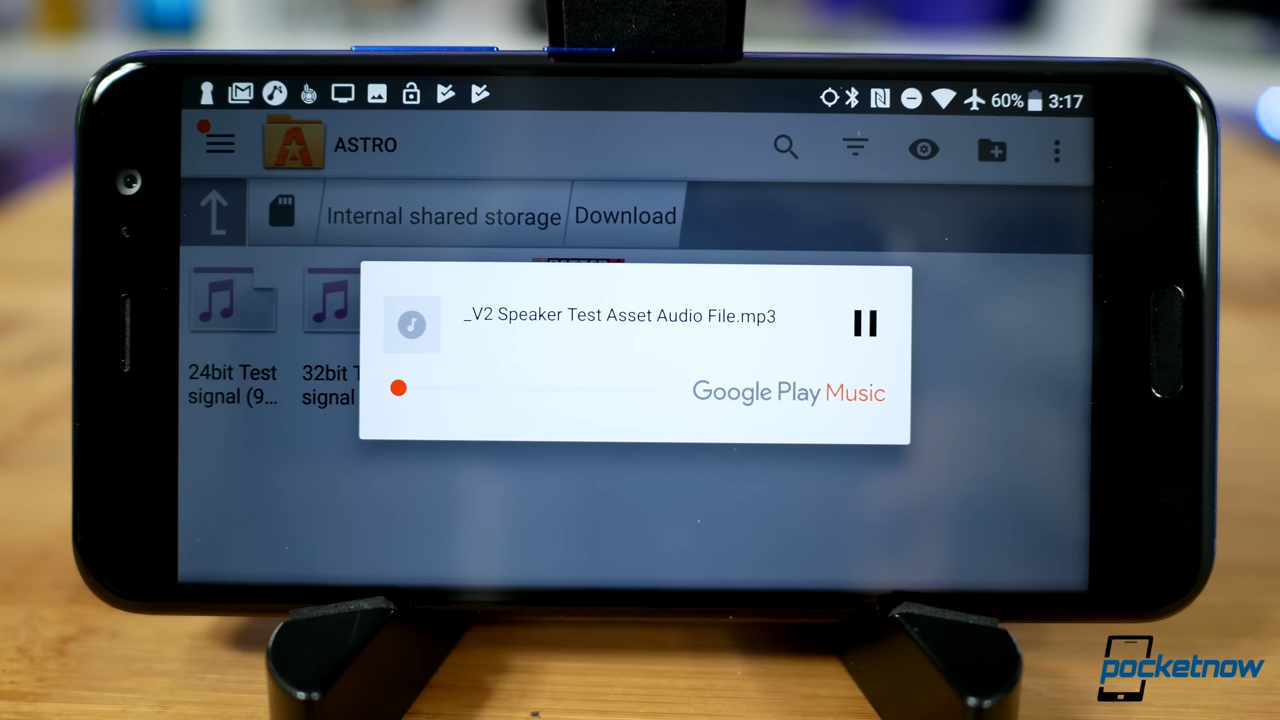 60% 3:17
ASTRO
Internal shared storage Download
_V2 Speaker Test Asset Audio File.mp3
24bit Test
signal (9...
32bit
signal
Google Play Music
pocketnow